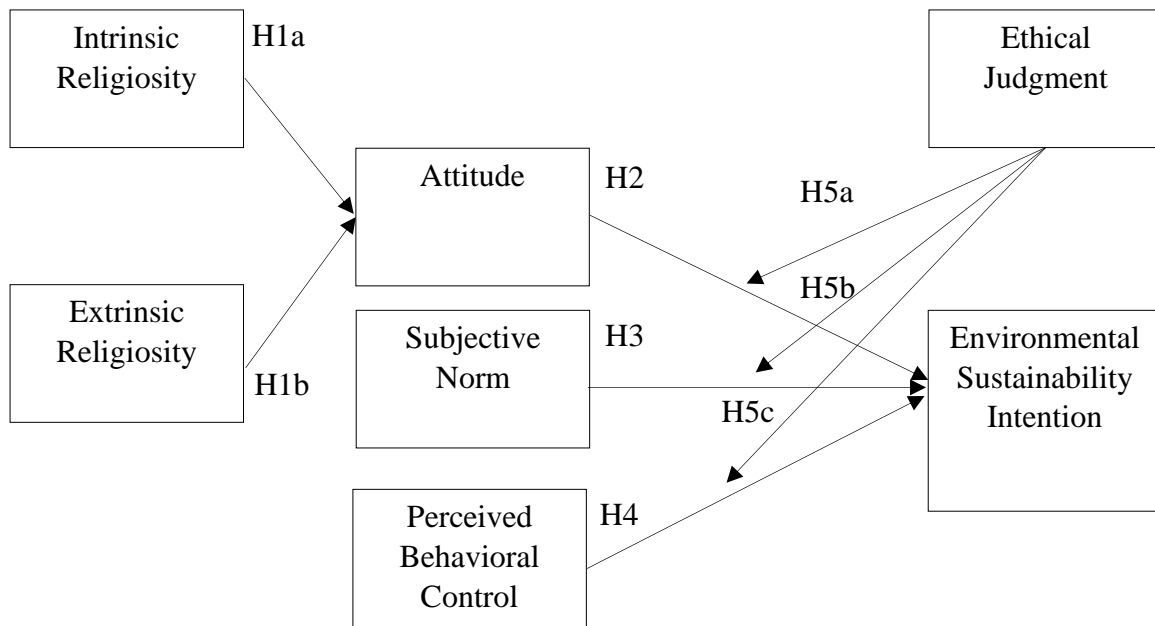 Intrinsic
Religiosity
H1a
Ethical
Judgment
Attitude
H2
H5a
Extrinsic
Religiosity
H1b
H5b
Subjective
Norm
H3
H5c
Environmental
Sustainability
Intention
Perceived
Behavioral
Control
H4